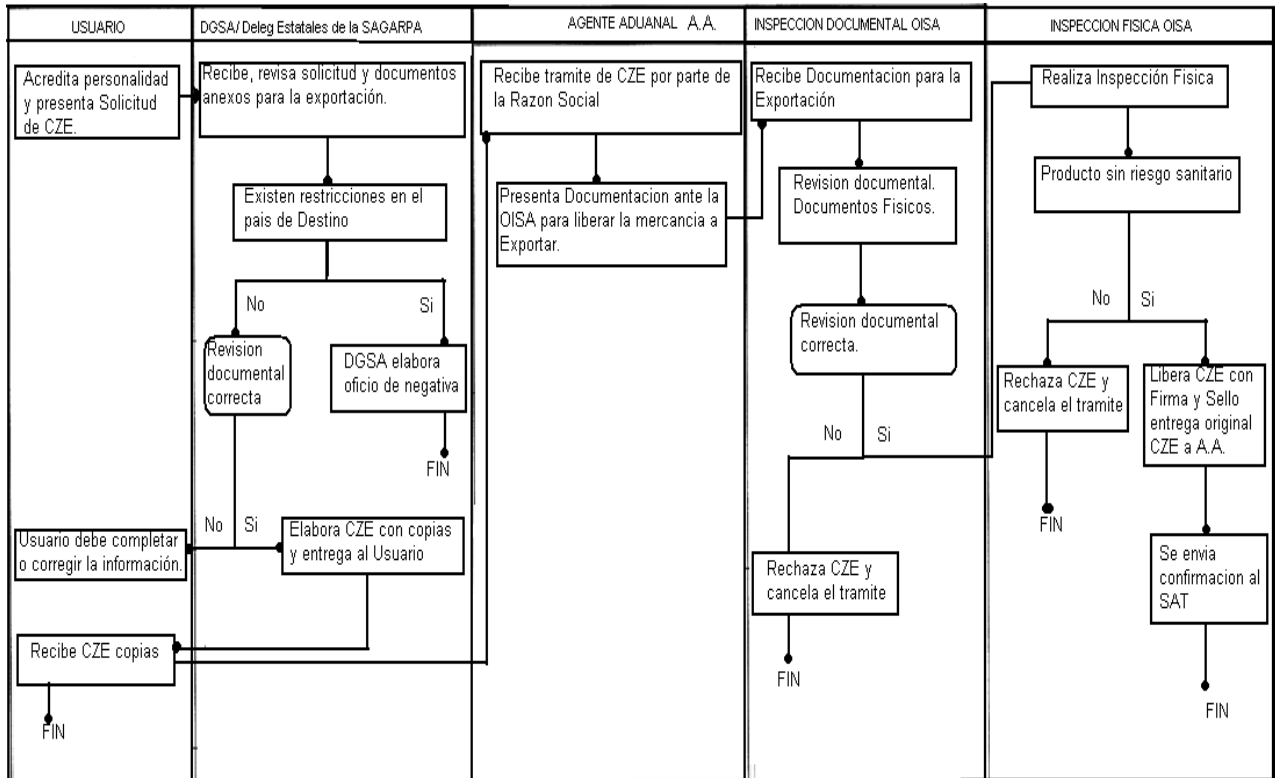 USUARIO
DGSA/ Deleg Estatales de la SAGARPA
AGENTE ADUANAL A.A.
INSPECCION DOCUMENTAL OISA
INSPECCION FISICA OISA
Acredita personalidad
y presenta Solicitud
de CZE.
Recibe, revisa solicitud y documentos
anexos para la exportación.
Existen restricciones en el
pais de Destino
No
Si
Revision
documental
correcta
DGSA elabora
oficio de negativa
FIN
No
Si
Usuario debe completar
o corregir la información.
Elabora CZE con copias
y entrega al Usuario
Recibe CZE copias
FIN
Recibe tramite de CZE por parte de
la Razon Social
Presenta Documentacion ante la
OISA para liberar la mercancia a
Exportar.
Recibe Documentacion para la
Exportación
Revision documental.
Documentos Fisicos.
Revision documental
correcta.
No
Si
Rechaza CZE y
cancela el tramite
FIN
Realiza Inspección Fisica
Producto sin riesgo sanitario
No
Si
Rechaza CZE y
cancela el tramite
FIN
Libera CZE con
Firma y Sello
entrega original
CZE a A.A.
Se envia
confirmacion al
SAT
FIN